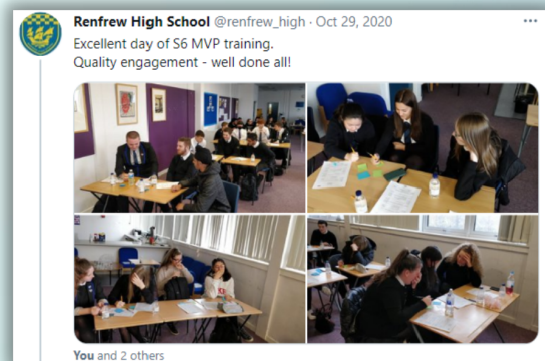 Renfrew High School @renfrew_high · Oct 29, 2020
Excellent day of S6 MVP training.
Quality engagement - well done all!
You and 2 others